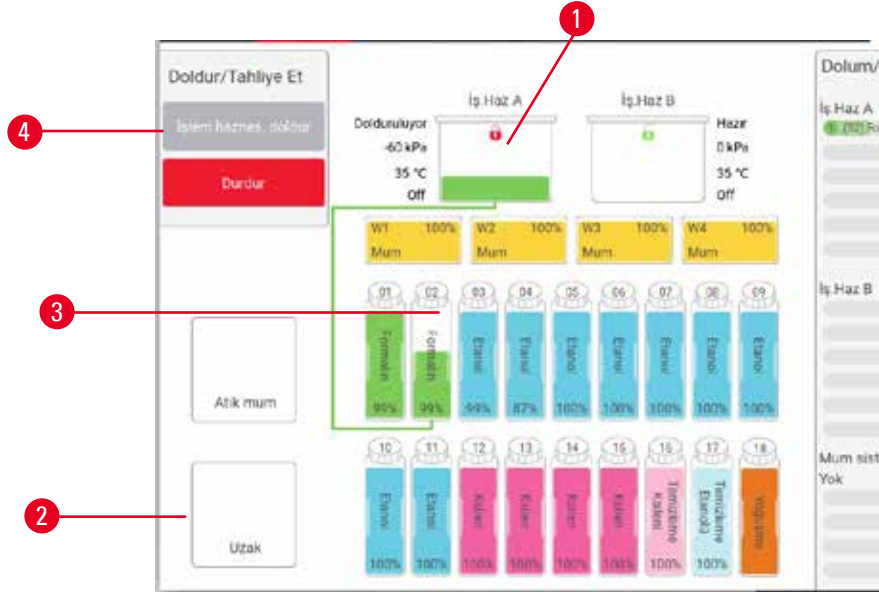 1
Doldur/Tahliye Et
Dolum/
4
İşlem haznes. doldur
Durdur
İş.Haz A
İş.Haz B
Dolduruluyor
-60 kPa
35 °C
Off
Hazır
0 kPa
35 °C
Off
İş.Haz A
W1 100%
Mum
W2 100%
Mum
W3 100%
Mum
W4 100%
Mum
İş.Haz B
3
01 02 03 04 05 06 07 08 09
Formalin Formalin Etanol Etanol Etanol Etanol Etanol Etanol Etanol
99% 99% 99% 87% 100% 100% 100% 100% 100%
Atık mum
10 11 12 13 14 15 16 17 18
Etanol Etanol Ksilen Ksilen Ksilen Ksilen Temizleme Ksileni Temizleme Etanolü Yoğuşma
100% 100% 100% 100% 100% 100% 100% 100%
2
Uzak
Mum sist
Yok